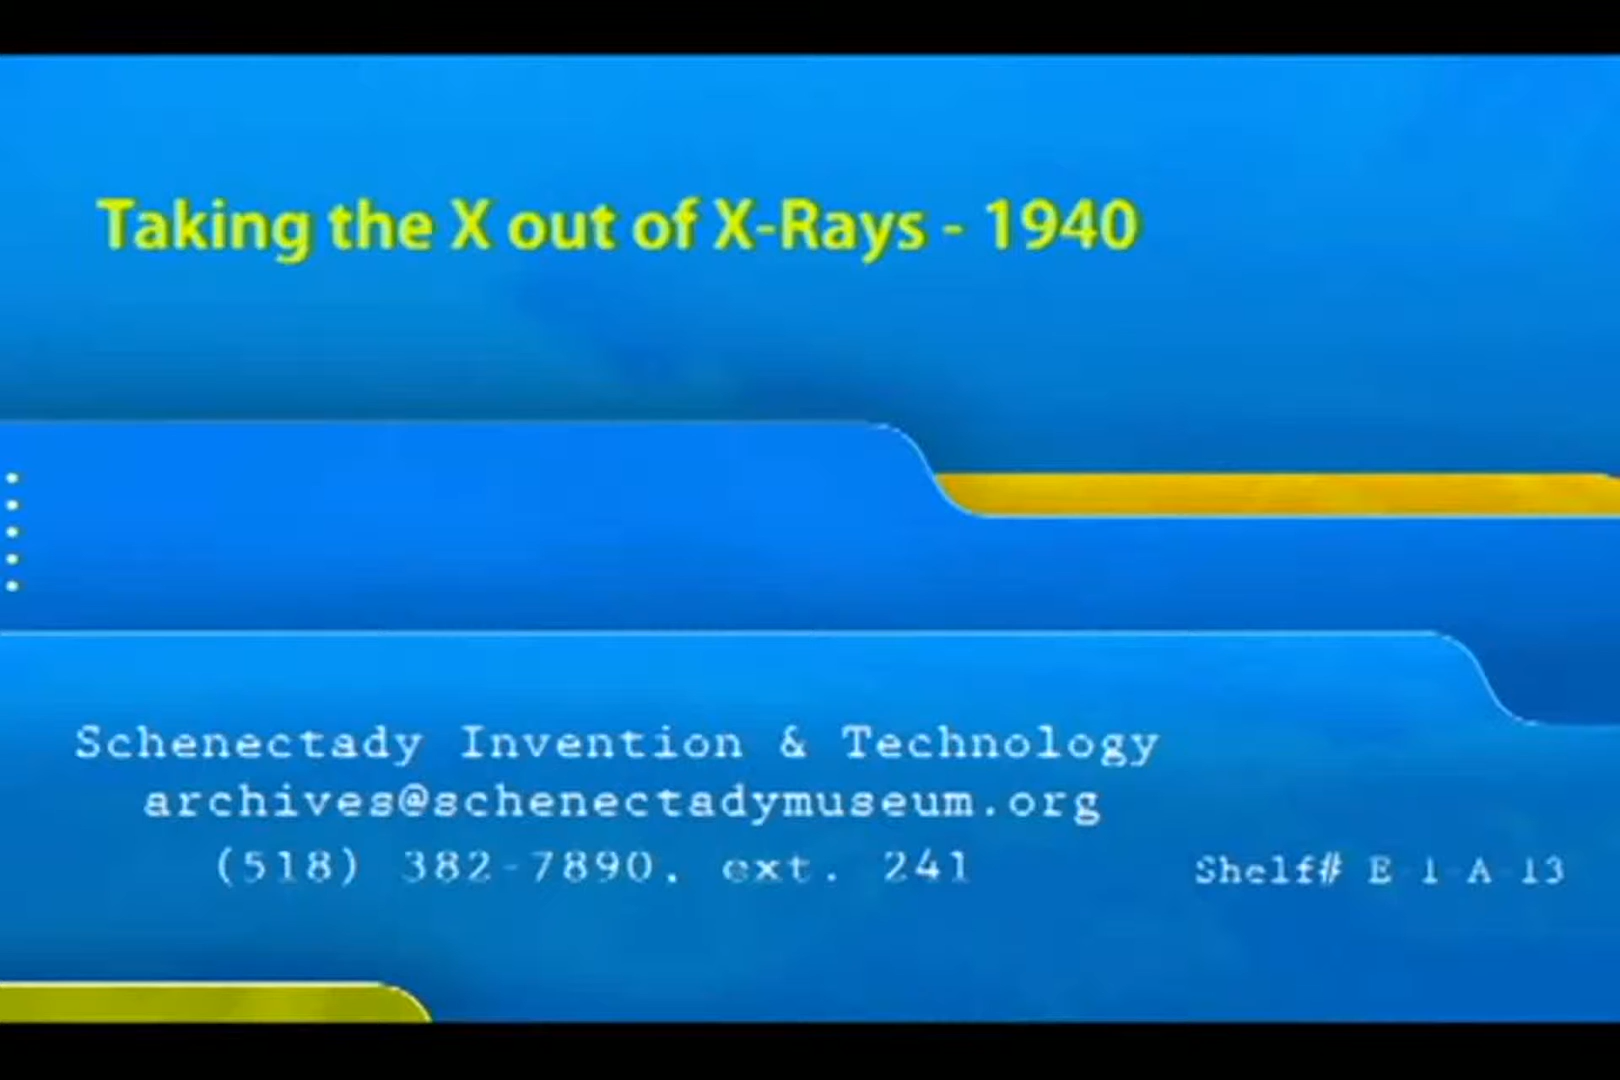 Taking the X out of X-Rays - 1940
Schenectady Invention & Technology
archives@schenectadymuseum.org
(518) 382-7890, ext. 241
Shelf# E-1-A-13